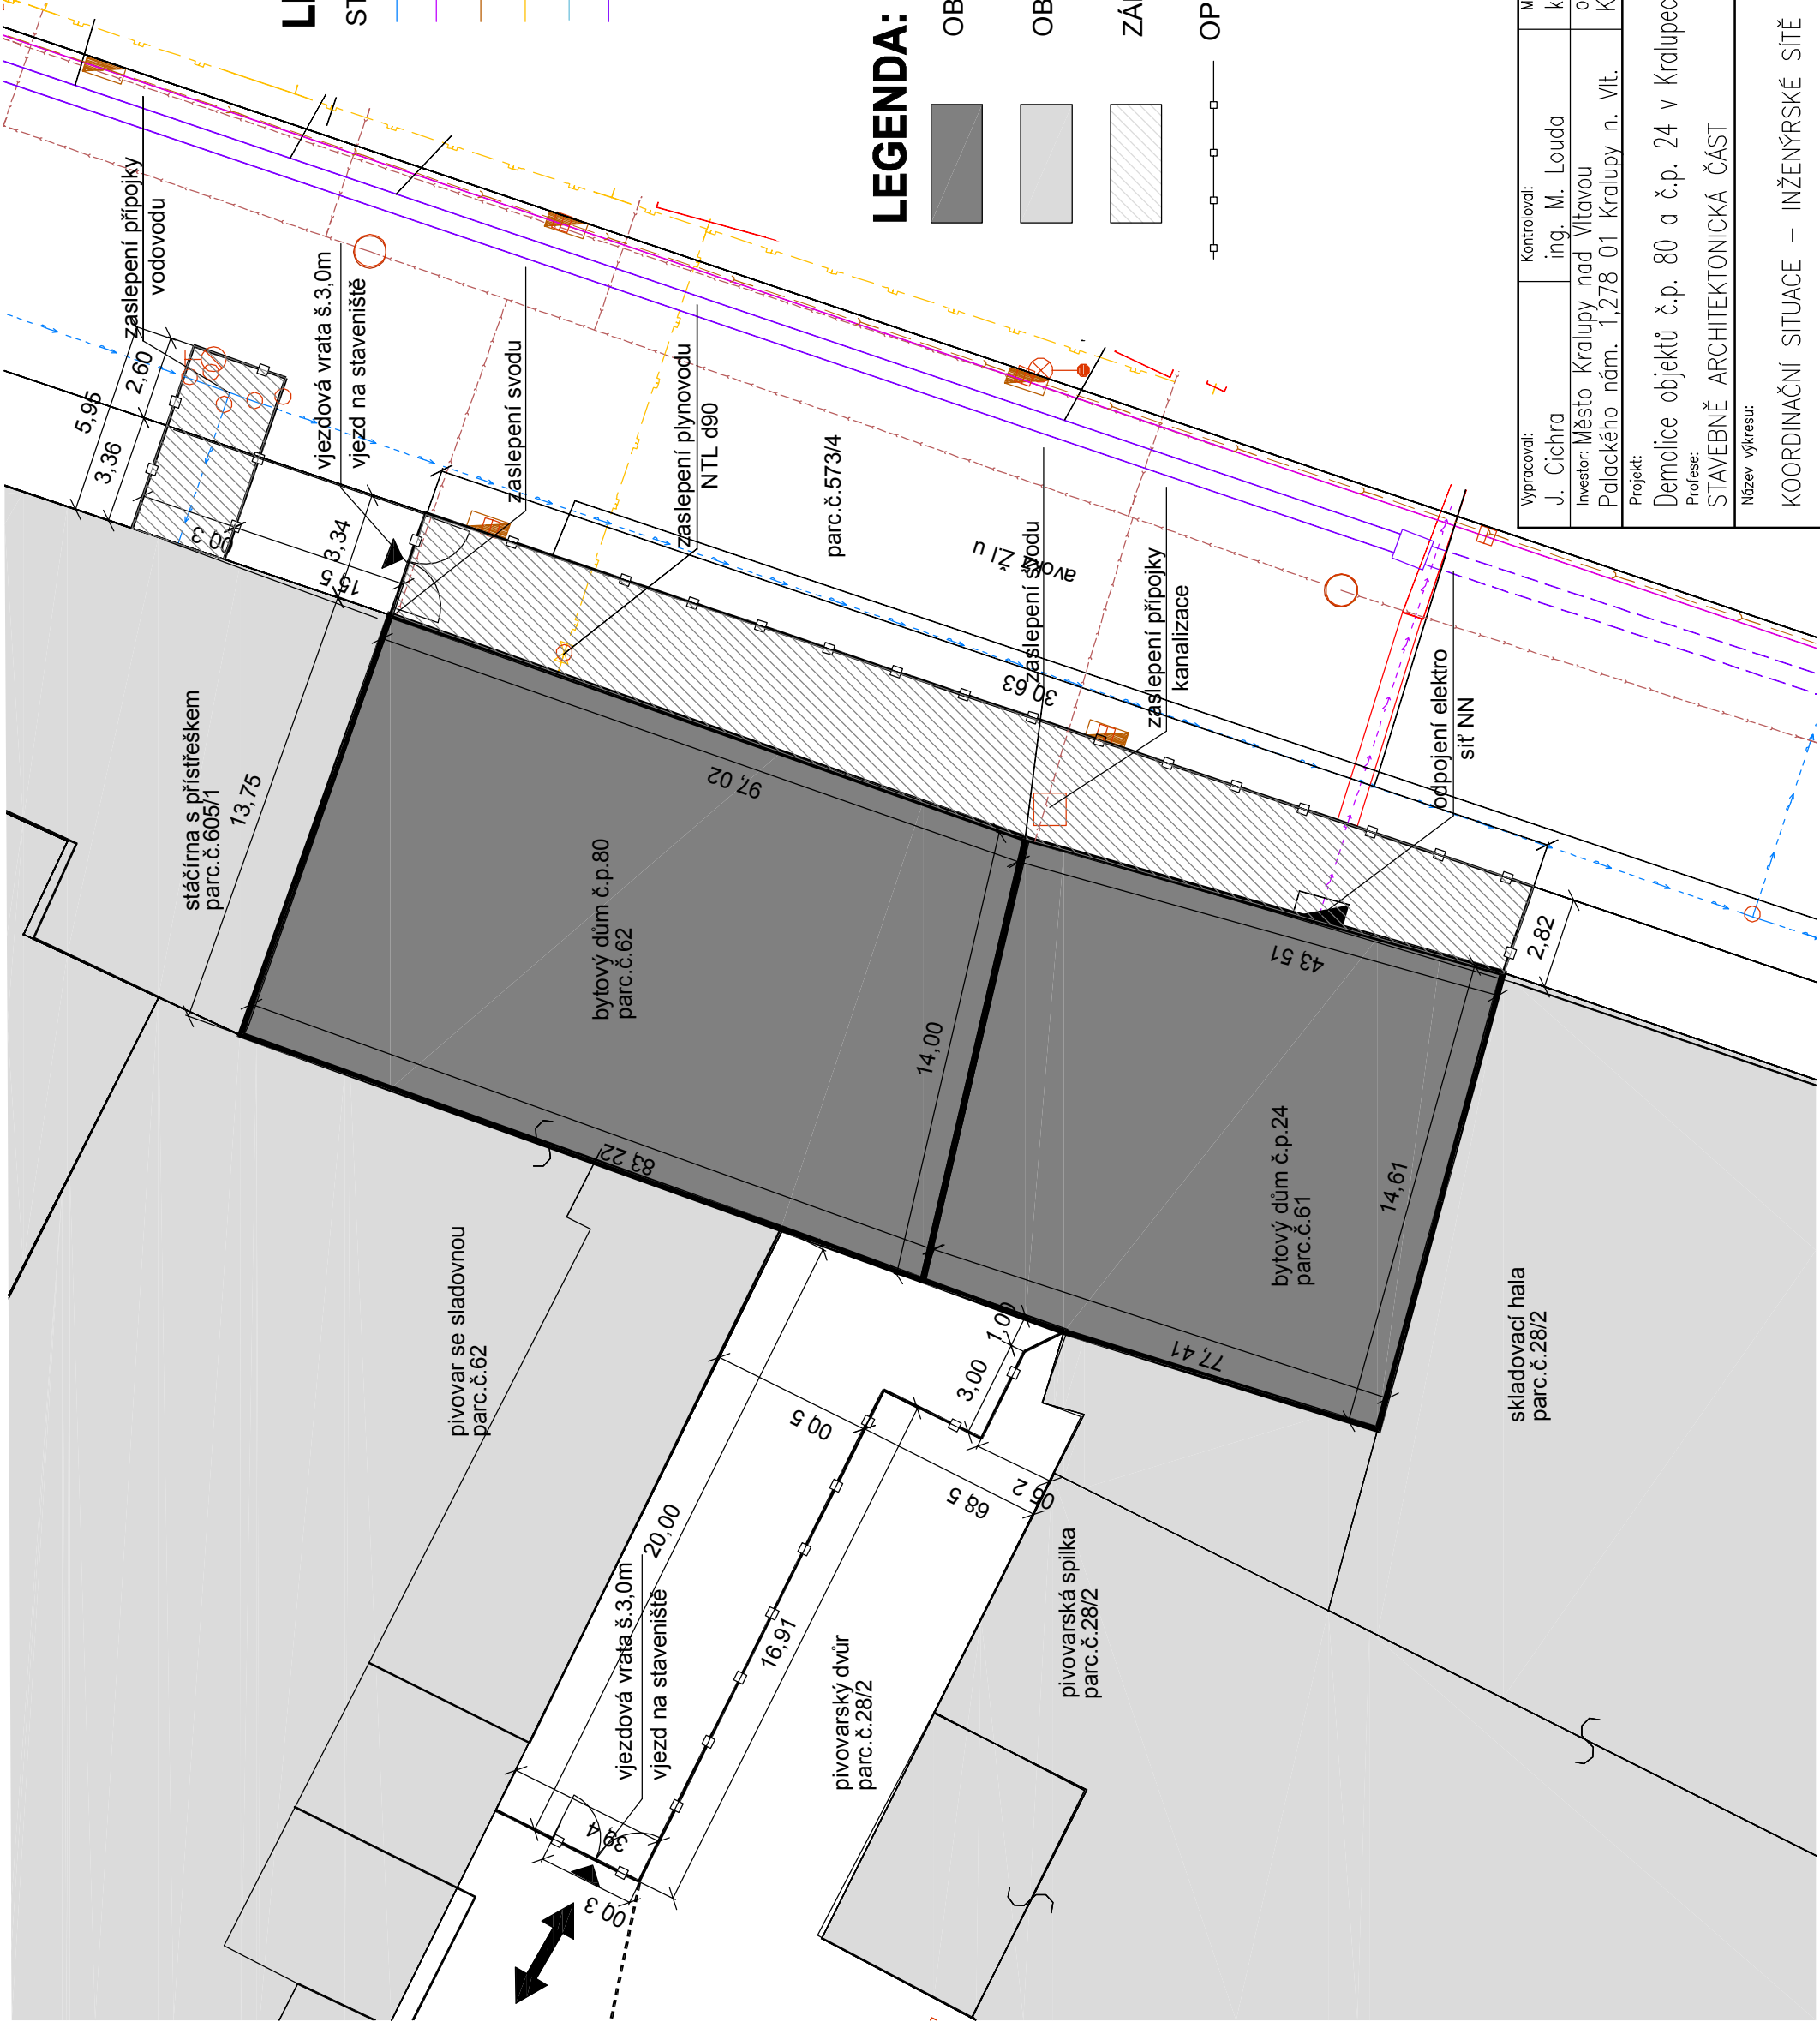 LEGENDA:
OB
OB
ZÁ
OP
ST
zaslepení přípojky
vodovodu
vjezdová vrata š.3,0m
vjezd na staveniště
zaslepení svodu
zaslepení plynovodu
NTL d90
parc.č.573/4
zaslepení svodu
zaslepení přípojky
kanalizace
odpojení elektro
siť NN
5,95
2,60
3,36
3,34
13,75
14,00
14,61
2,82
1,00
3,00
20,00
16,91
stáčírna s přístřeškem
parc.č.605/1
bytový dům č.p.80
parc.č.62
bytový dům č.p.24
parc.č.61
pivovar se sladovnou
parc.č.62
skladovací hala
parc.č.28/2
pivovarská spilka
parc.č.28/2
pivovarský dvůr
parc.č.28/2
vjezdová vrata š.3,0m
vjezd na staveniště
Vypracoval:
J. Cichra
Kontroloval:
ing. M. Louda
Investor: Město Kralupy nad Vltavou
Palackého nám. 1,278 01 Kralupy n. Vlt.
Projekt:
Demolice objektů č.p. 80 a č.p. 24 v Kralupec
Profese:
STAVEBNĚ ARCHITEKTONICKÁ ČÁST
Název výkresu:
KOORDINAČNÍ SITUACE – INŽENÝRSKÉ SÍTĚ